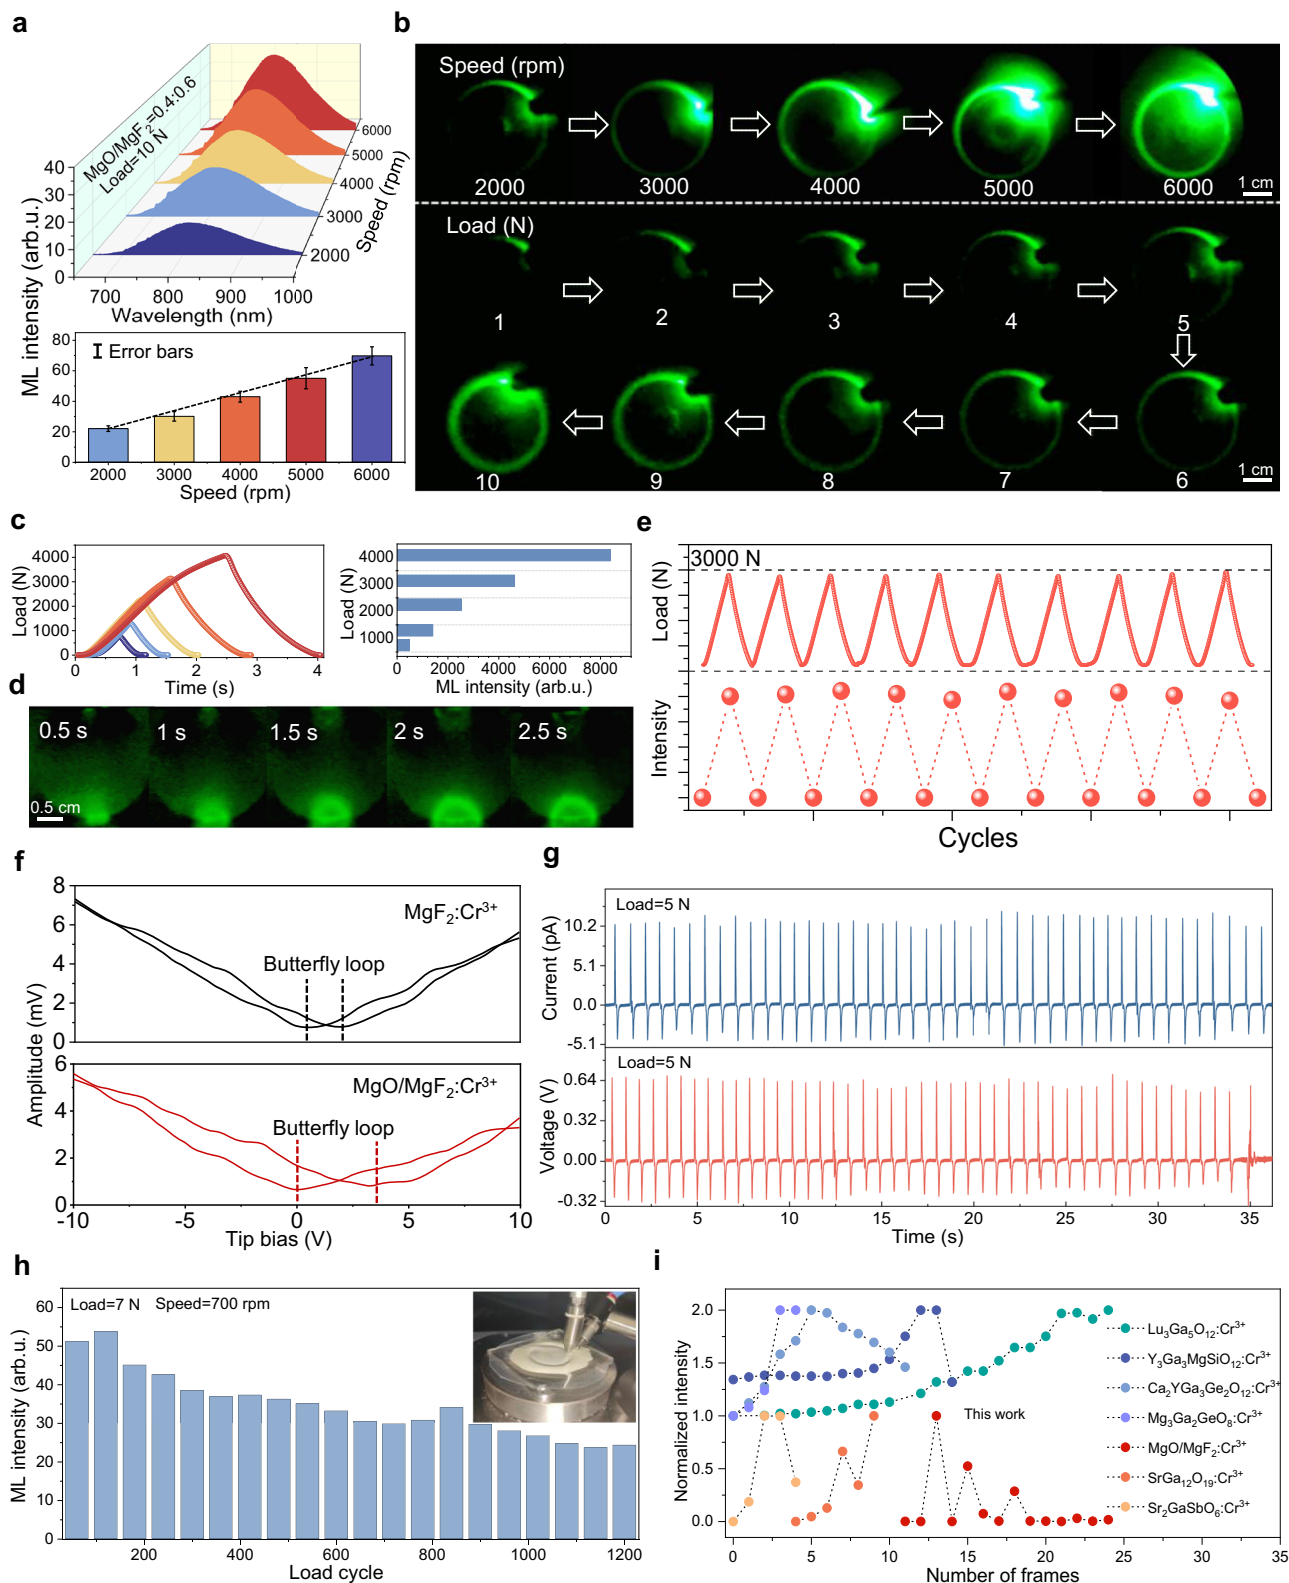 a
MgO/MgF2=0.4:0.6
Load=10 N
ML intensity (arb.u.)
40
30
20
10
0
700
800
900
1000
Wavelength (nm)
2000
3000
4000
5000
6000
Speed (rpm)
Error bars
80
60
40
20
0
2000
3000
4000
5000
6000
Speed (rpm)
b
Speed (rpm)
2000
3000
4000
5000
6000
1 cm
Load (N)
1
2
3
4
5
10
9
8
7
6
1 cm
c
Load (N)
4000
3000
2000
1000
0
0
1
2
3
4
Time (s)
Load (N)
4000
3000
2000
1000
0
2000
4000
6000
8000
ML intensity (arb.u.)
d
0.5 s
1 s
1.5 s
2 s
2.5 s
0.5 cm
e
3000 N
Load (N)
Intensity
Cycles
f
Amplitude (mV)
8
6
4
2
0
MgF2:Cr3+
Butterfly loop
6
4
2
0
MgO/MgF2:Cr3+
Butterfly loop
-10
-5
0
5
10
Tip bias (V)
g
Load=5 N
Current (pA)
10.2
5.1
0.0
-5.1
Load=5 N
Voltage (V)
0.64
0.32
0.00
-0.32
0
5
10
15
20
25
30
35
Time (s)
h
Load=7 N Speed=700 rpm
ML intensity (arb.u.)
60
50
40
30
20
10
0
200
400
600
800
1000
1200
Load cycle
i
Normalized intensity
2.0
1.5
1.0
0.5
0.0
This work
Lu3Ga5O12:Cr3+
Y3Ga3MgSiO12:Cr3+
Ca2YGa3Ge2O12:Cr3+
Mg3Ga2GeO8:Cr3+
MgO/MgF2:Cr3+
SrGa12O19:Cr3+
Sr2GaSbO6:Cr3+
0
5
10
15
20
25
30
35
Number of frames